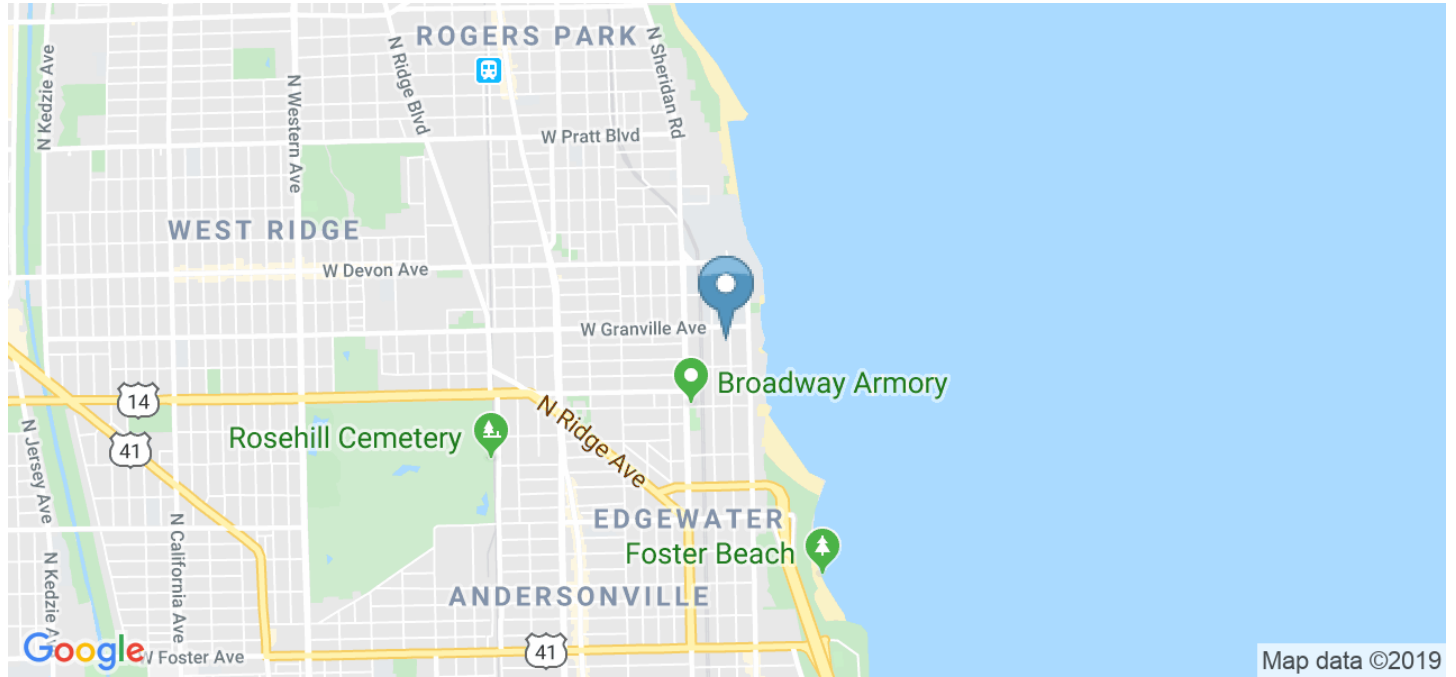 ROGERS PARK
N Kedzie Ave
N Western Ave
N Ridge Blvd
N Sheridan Rd
W Pratt Blvd
WEST RIDGE
W Devon Ave
W Granville Ave
Broadway Armory
14
41
N Ridge Ave
Rosehill Cemetery
N Jersey Ave
N California Ave
EDGEWATER
Foster Beach
N Kedzie Av
ANDERSONVILLE
Google
W Foster Ave
41
Map data ©2019